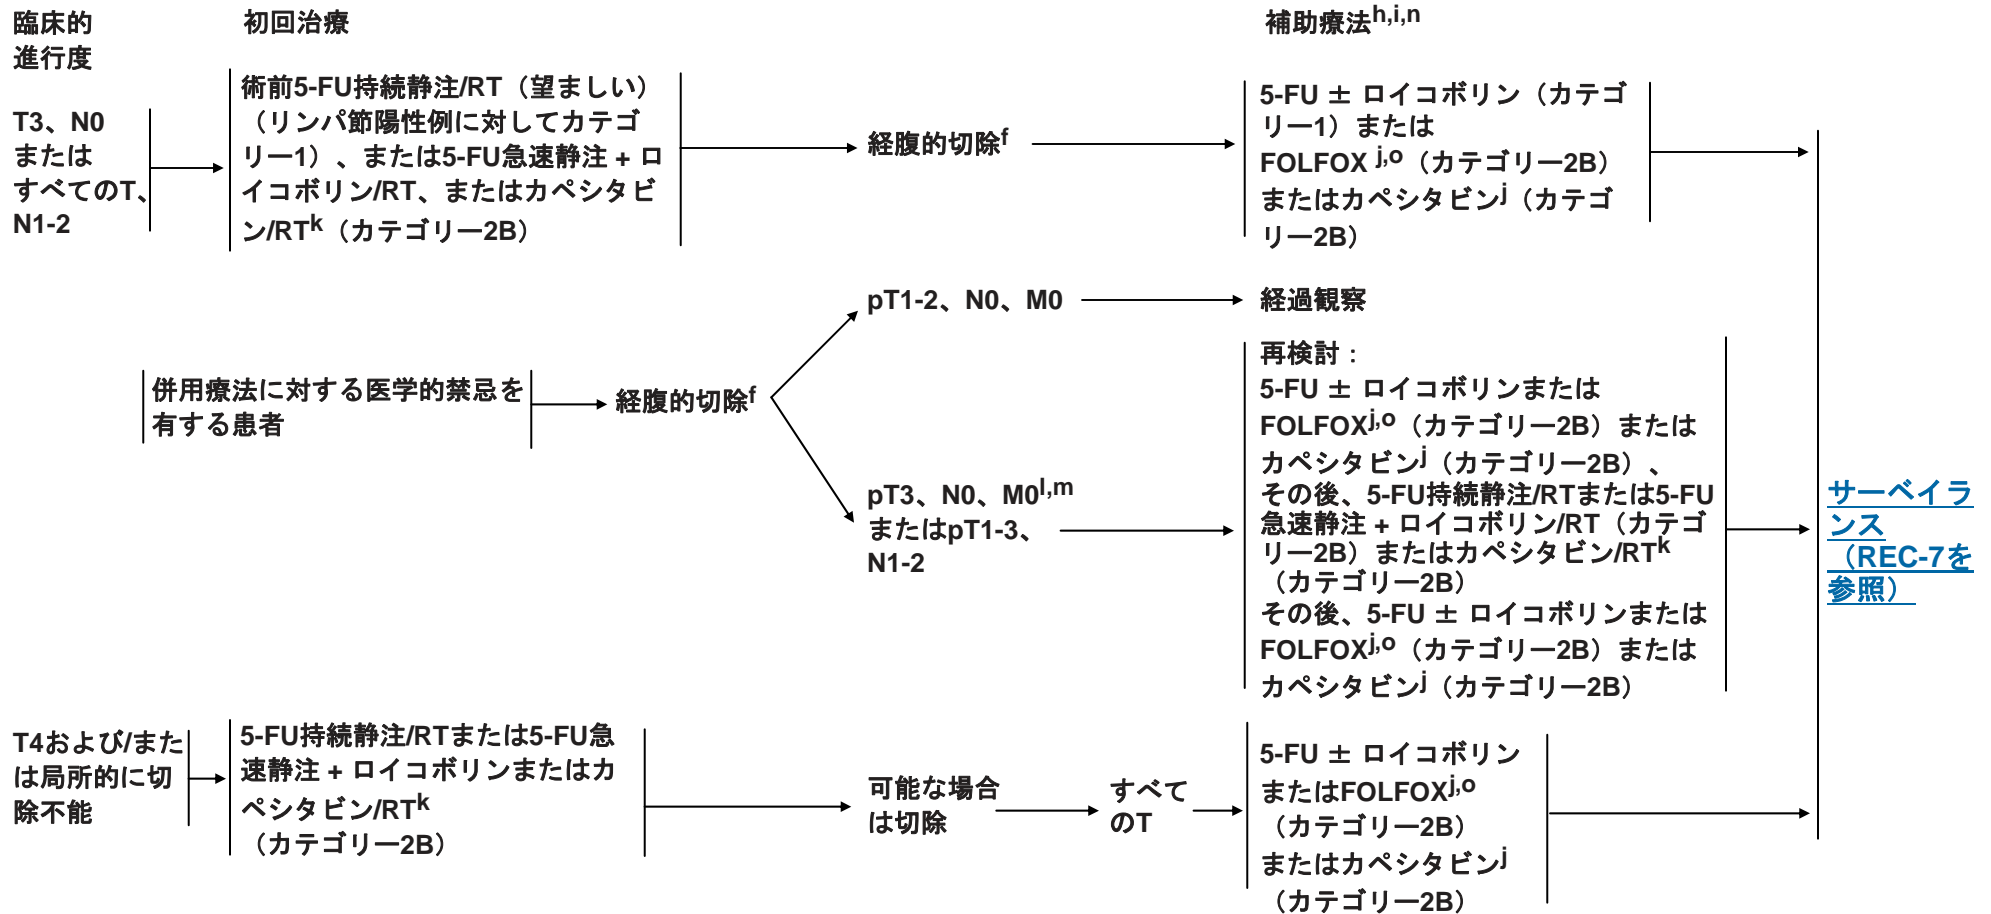 臨床的
進行度
初回治療
補助療法h,i,n
T3、N0
または
すべてのT、
N1-2
術前5-FU持続静注/RT（望ましい）
（リンパ節陽性例に対してカテゴ
リー1）、または5-FU急速静注 + ロ
イコボリン/RT、またはカペシタビ
ン/RTk（カテゴリー2B）
経腹的切除f
5-FU ± ロイコボリン（カテゴ
リー1）または
FOLFOX j,o（カテゴリー2B）
またはカペシタビンj（カテゴ
リー2B）
併用療法に対する医学的禁忌を
有する患者
経腹的切除f
pT1-2、N0、M0
経過観察
pT3、N0、M0l,m
またはpT1-3、
N1-2
再検討：
5-FU ± ロイコボリンまたは
FOLFOXj,o（カテゴリー2B）または
カペシタビンj（カテゴリー2B）、
その後、5-FU持続静注/RTまたは5-FU
急速静注 + ロイコボリン/RT（カテゴ
リー2B）またはカペシタビン/RTk
（カテゴリー2B）
その後、5-FU ± ロイコボリンまたは
FOLFOXj,o（カテゴリー2B）または
カペシタビンj（カテゴリー2B）
T4および/また
は局所的に切
除不能
5-FU持続静注/RTまたは5-FU急
速静注 + ロイコボリンまたはカ
ペシタビン/RTk
（カテゴリー2B）
可能な場合
は切除
すべて
のT
5-FU ± ロイコボリン
またはFOLFOXj,o
（カテゴリー2B）
またはカペシタビンj
（カテゴリー2B）
サーベイラ
ンス
（REC-7を
参照）